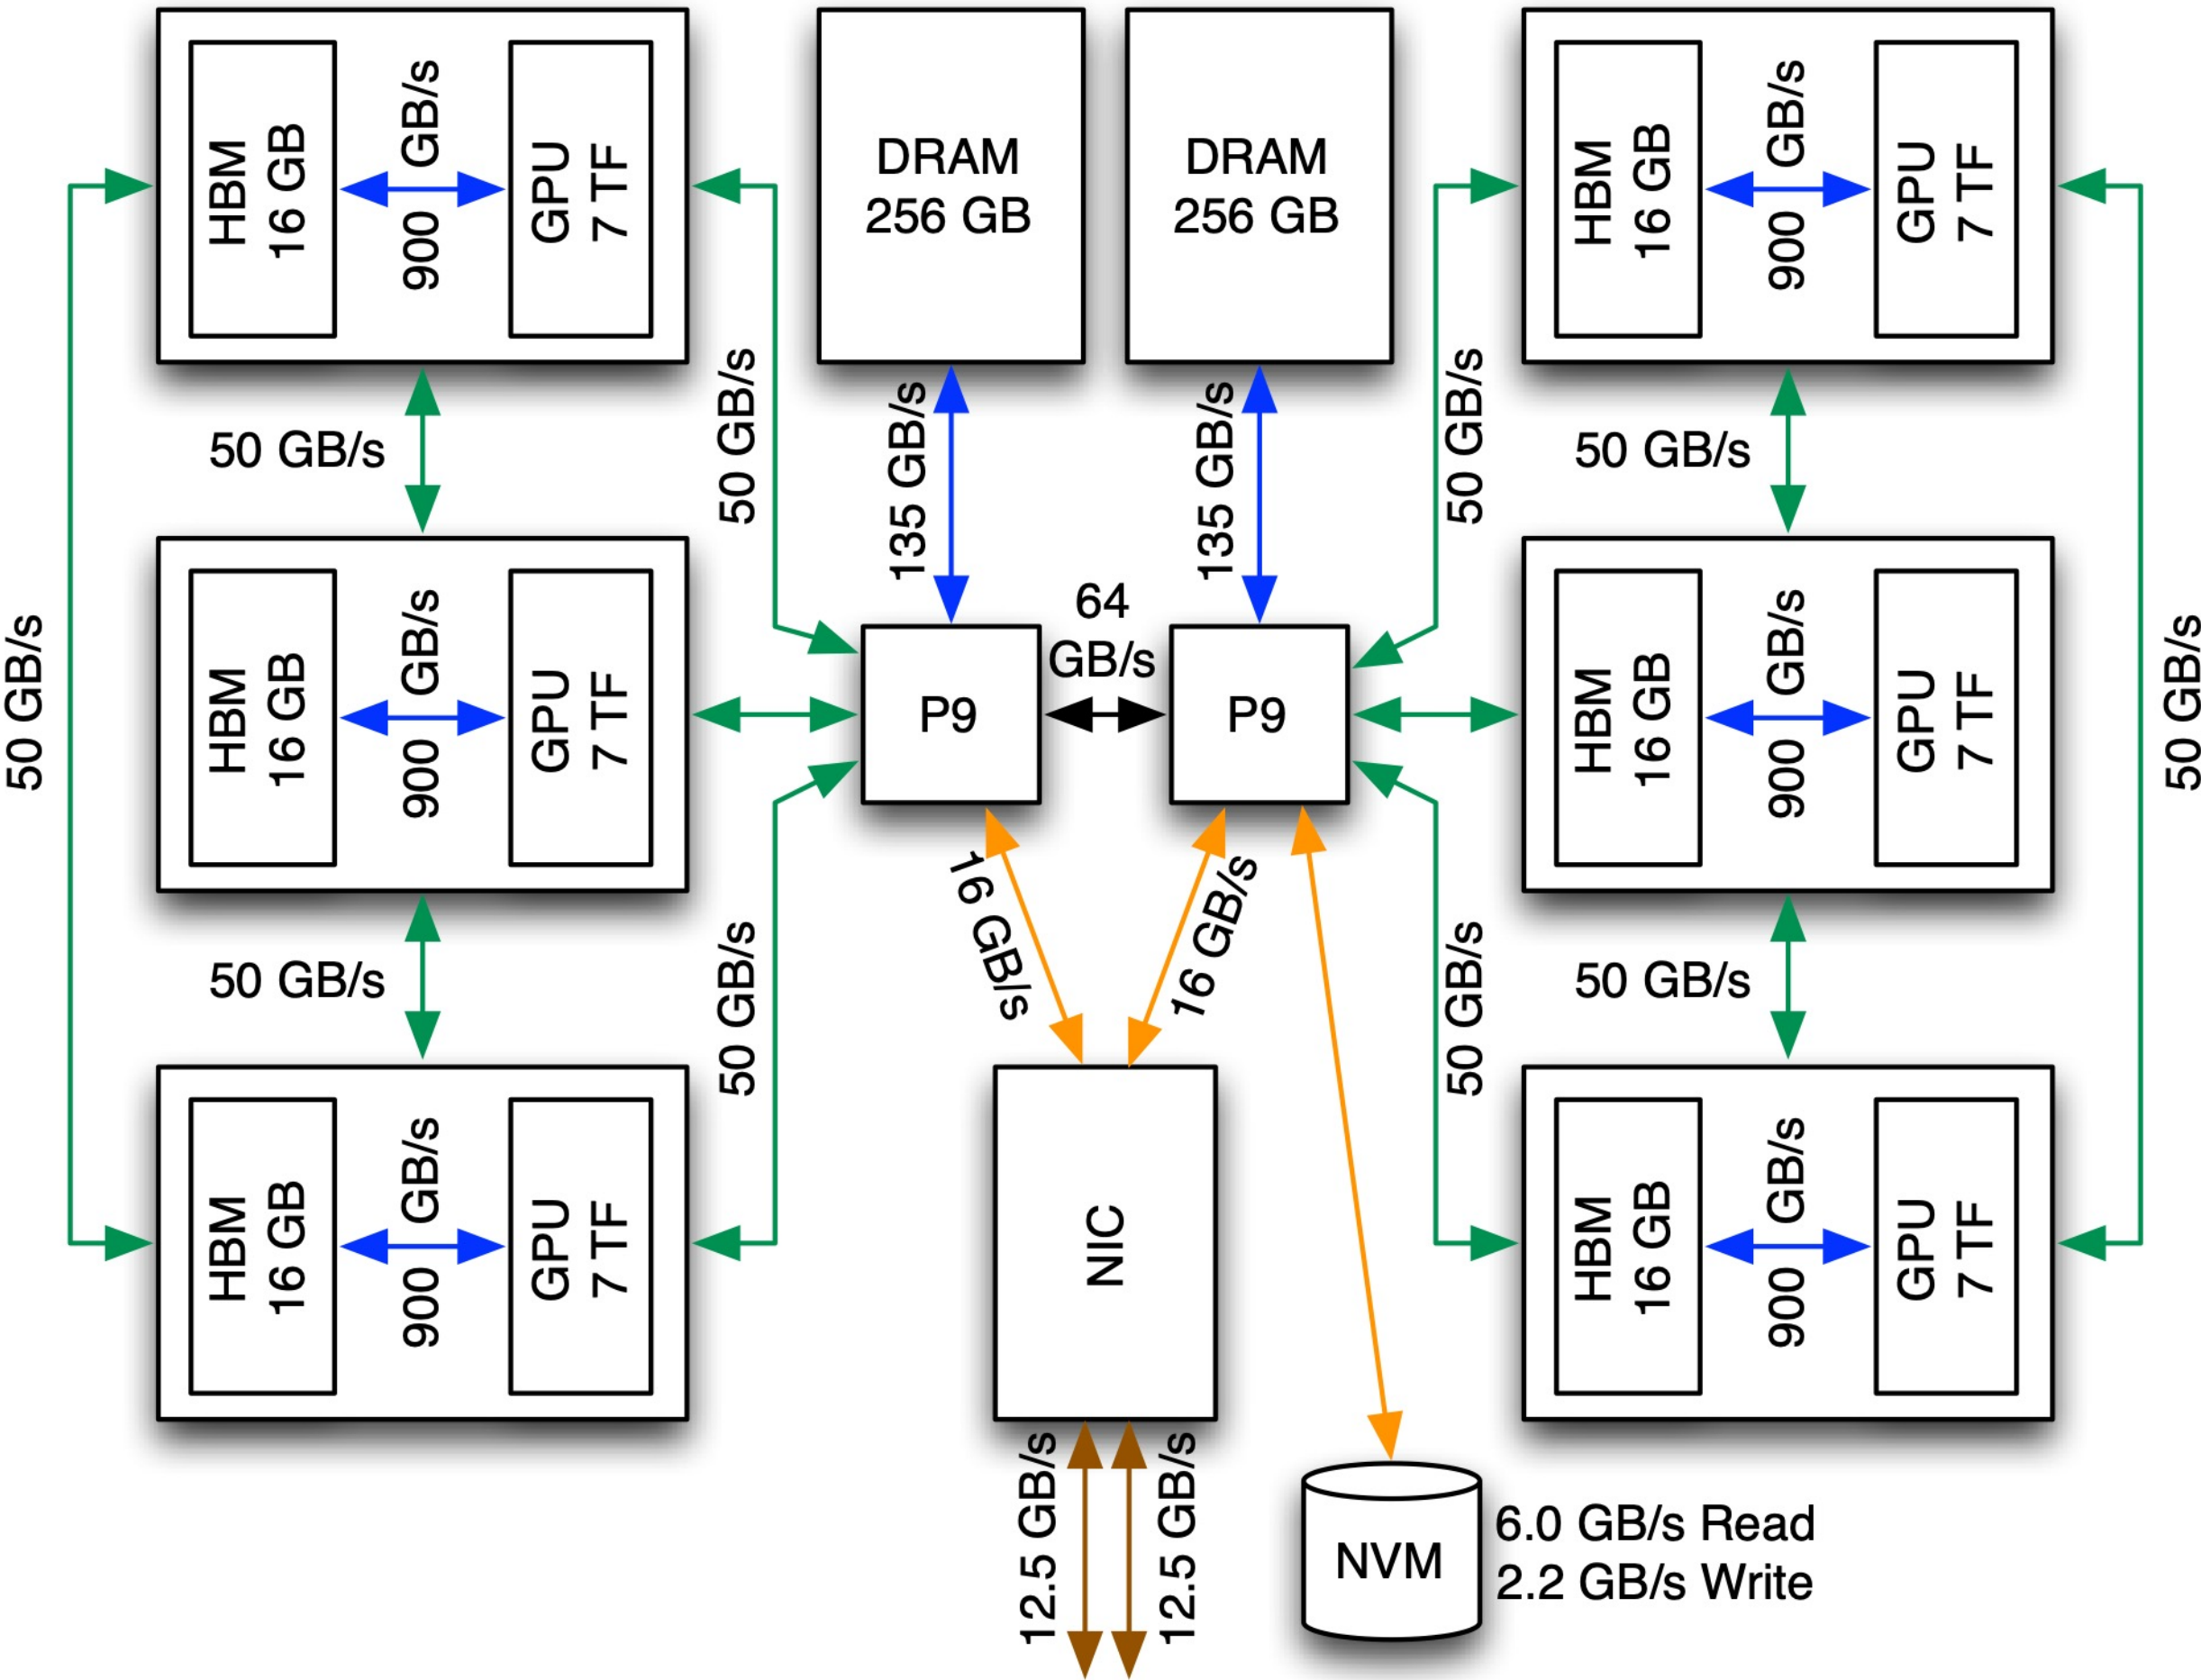 HBM
16 GB
900 GB/s
GPU
7 TF
DRAM
256 GB
DRAM
256 GB
HBM
16 GB
900 GB/s
GPU
7 TF
50 GB/s
50 GB/s
135 GB/s
135 GB/s
50 GB/s
50 GB/s
50 GB/s
HBM
16 GB
900 GB/s
GPU
7 TF
P9
64
GB/s
P9
HBM
16 GB
900 GB/s
GPU
7 TF
50 GB/s
50 GB/s
50 GB/s
16 GB/s
16 GB/s
50 GB/s
50 GB/s
HBM
16 GB
900 GB/s
GPU
7 TF
NIC
HBM
16 GB
900 GB/s
GPU
7 TF
12.5 GB/s
12.5 GB/s
NVM
6.0 GB/s Read
2.2 GB/s Write